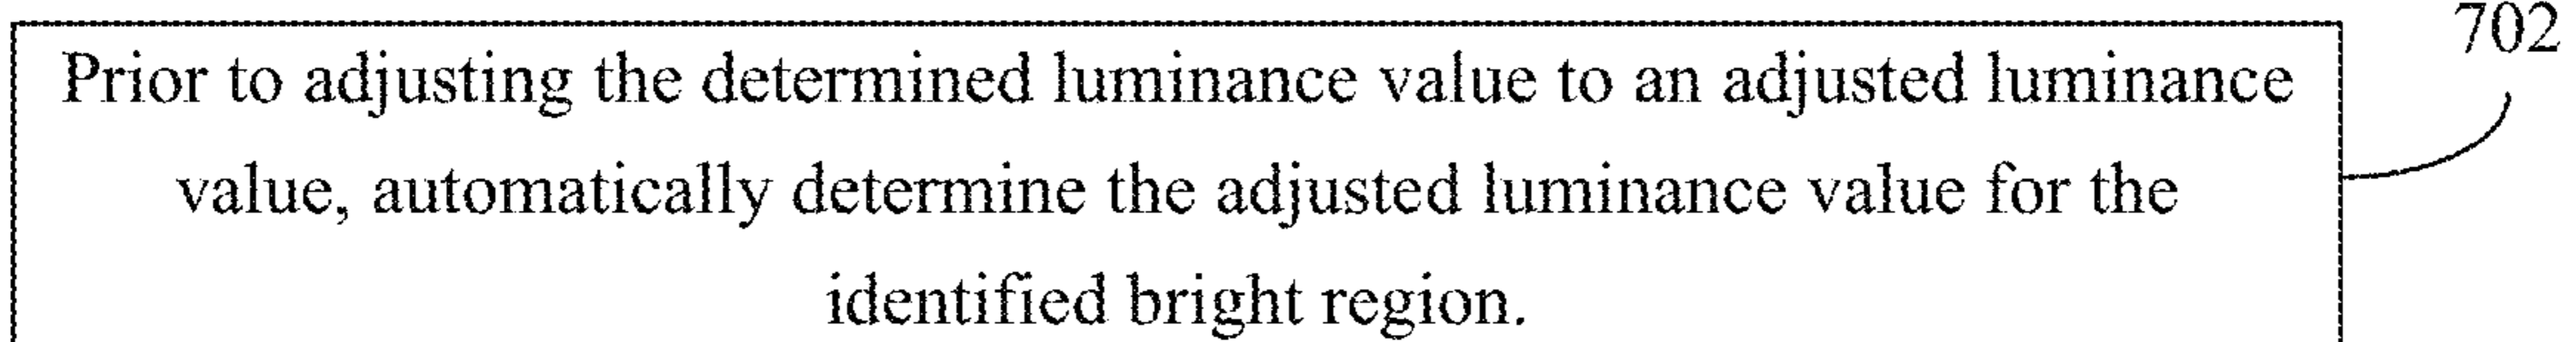 702
Prior to adjusting the determined luminance value to an adjusted luminance
value, automatically determine the adjusted luminance value for the
identified bright region.